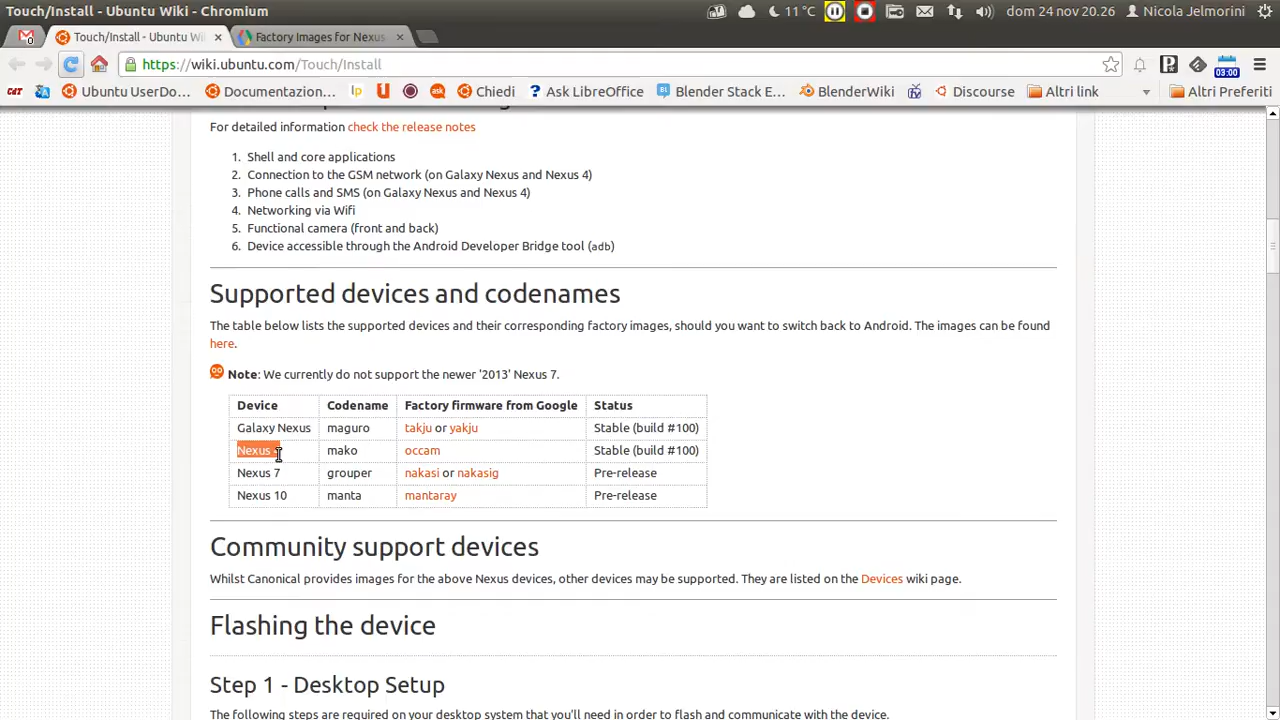 Touch/Install - Ubuntu Wiki - Chromium
11 °C
dom 24 nov 20.26
Nicola Jelmorini
0
Touch/Install - Ubuntu Wi
Factory Images for Nexus
https://wiki.ubuntu.com/Touch/Install
03:00
CdT
Ubuntu UserDo...
Documentazion...
lp
U
ask
Chiedi
? Ask LibreOffice
Blender Stack E...
BlenderWiki
Discourse
Altri link
Altri Preferiti
For detailed information check the release notes
1. Shell and core applications
2. Connection to the GSM network (on Galaxy Nexus and Nexus 4)
3. Phone calls and SMS (on Galaxy Nexus and Nexus 4)
4. Networking via Wifi
5. Functional camera (front and back)
6. Device accessible through the Android Developer Bridge tool (adb)
Supported devices and codenames
The table below lists the supported devices and their corresponding factory images, should you want to switch back to Android. The images can be found
here.
Note: We currently do not support the newer '2013' Nexus 7.
Device Codename Factory firmware from Google Status
Galaxy Nexus maguro takju or yakju Stable (build #100)
Nexus mako occam Stable (build #100)
Nexus 7 grouper nakasi or nakasig Pre-release
Nexus 10 manta mantaray Pre-release
Community support devices
Whilst Canonical provides images for the above Nexus devices, other devices may be supported. They are listed on the Devices wiki page.
Flashing the device
Step 1 - Desktop Setup
The following steps are required on your desktop system that you'll need in order to flash and communicate with the device.